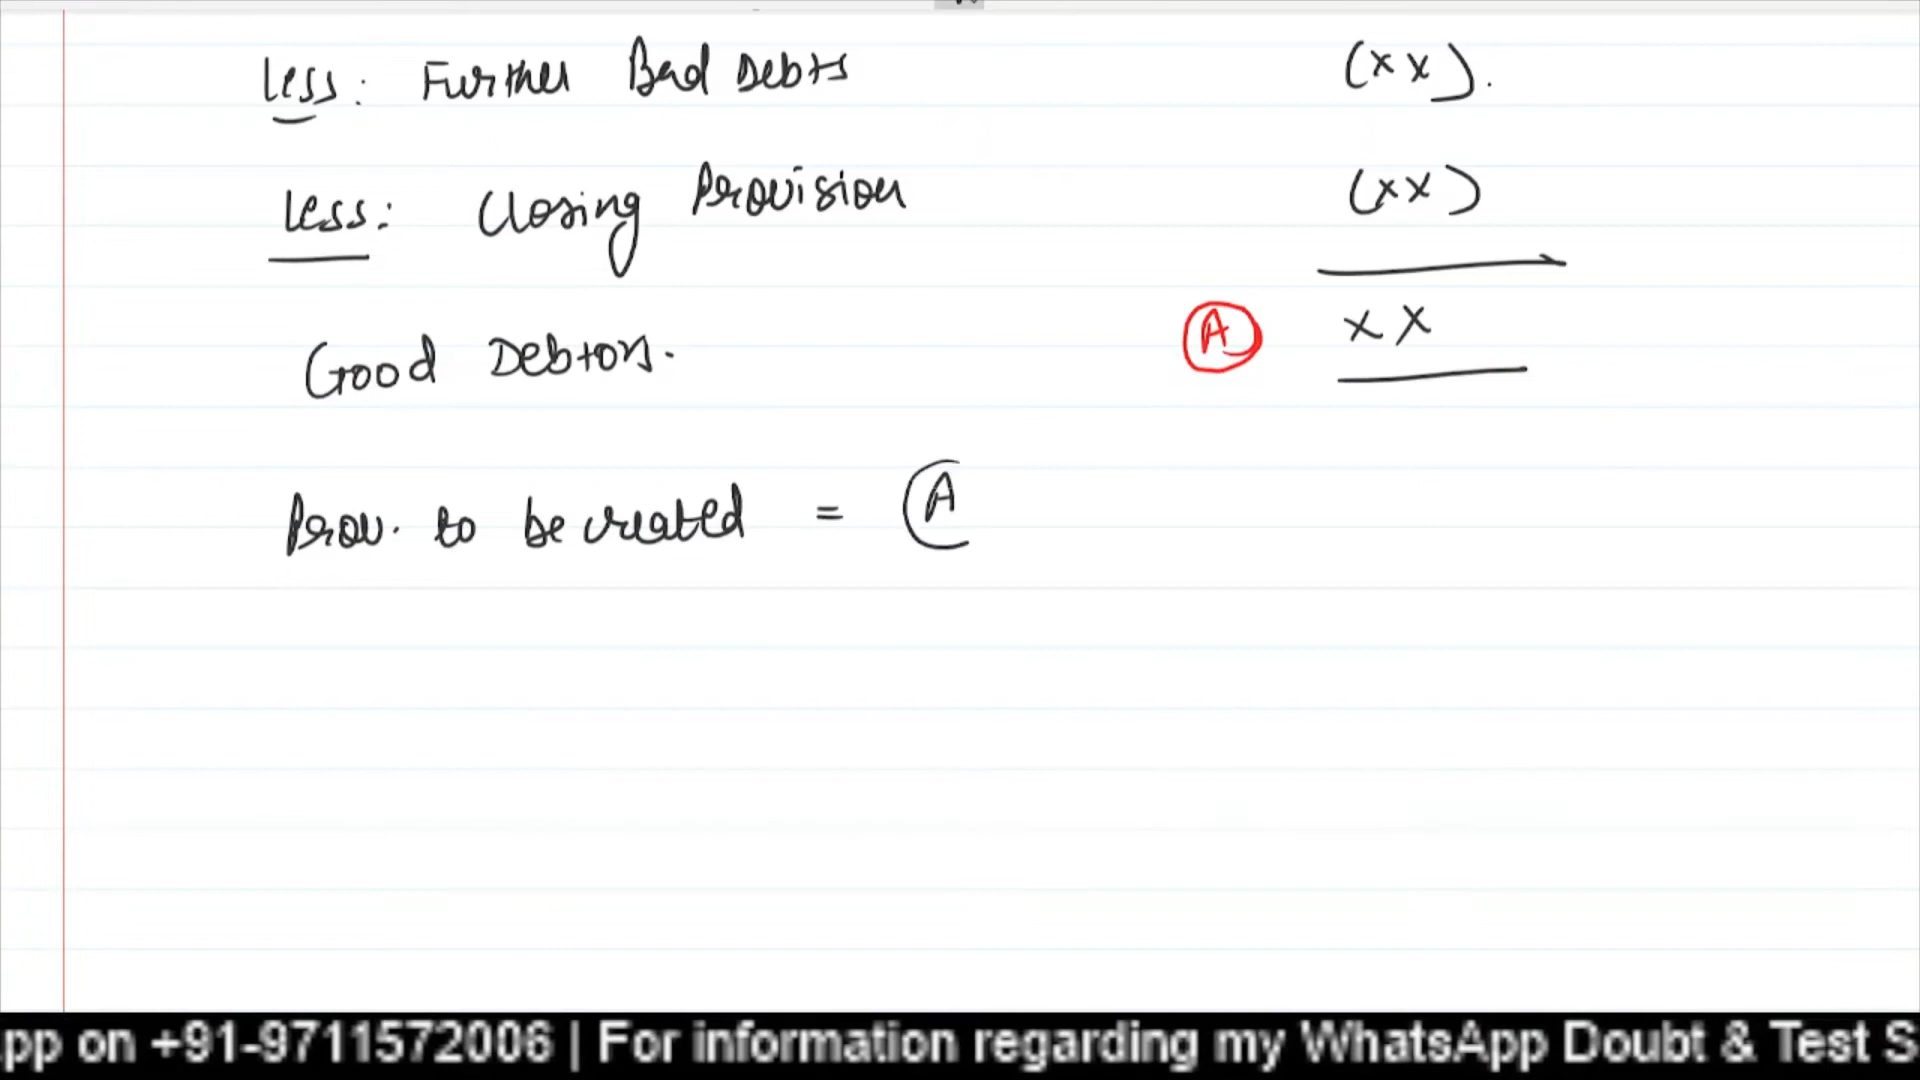 Less: Further Bad Debts (xx).
Less: Closing Provision (xx)
Good Debtors. A xx
Prov. to be created = A
pp on +91-9711572006 | For information regarding my WhatsApp Doubt & Test S